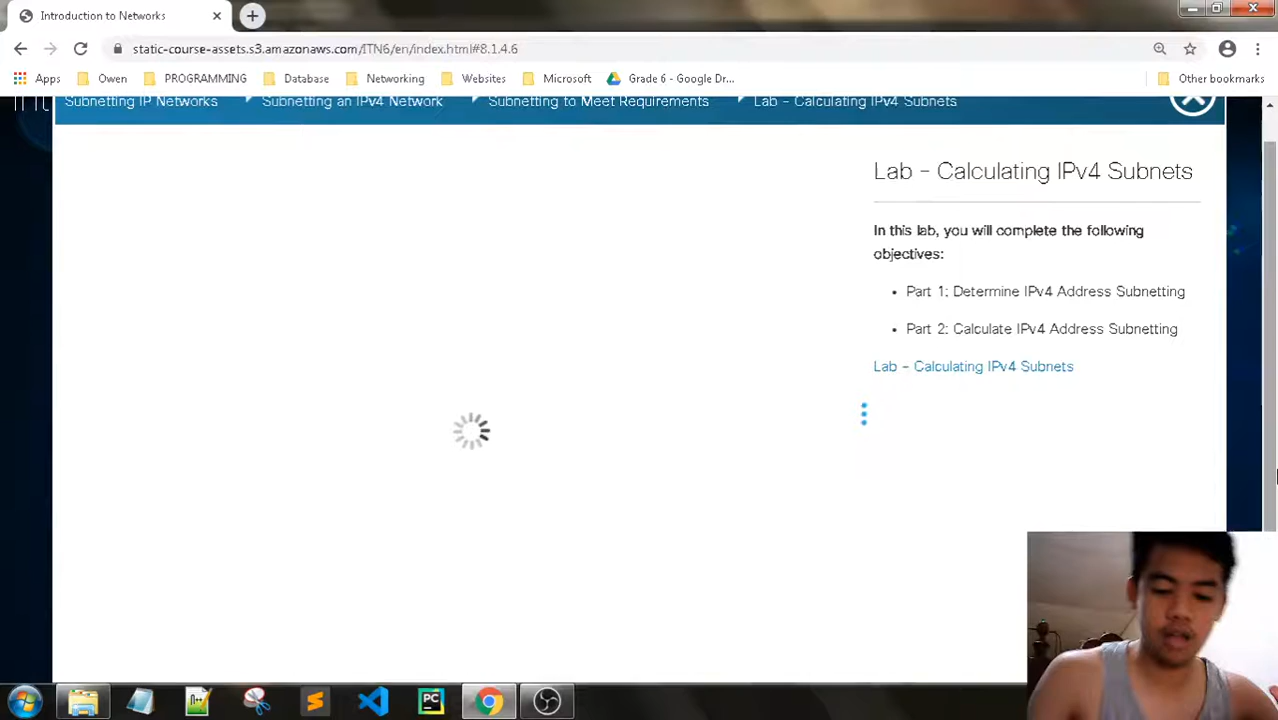 Introduction to Networks
static-course-assets.s3.amazonaws.com/ITN6/en/index.html#8.1.4.6
Apps Owen PROGRAMMING Database Networking Websites Microsoft Grade 6 - Google Dr... Other bookmarks
Subnetting IP Networks Subnetting an IPv4 Network Subnetting to Meet Requirements Lab - Calculating IPv4 Subnets
Lab - Calculating IPv4 Subnets
In this lab, you will complete the following
objectives:
Part 1: Determine IPv4 Address Subnetting
Part 2: Calculate IPv4 Address Subnetting
Lab - Calculating IPv4 Subnets
PC